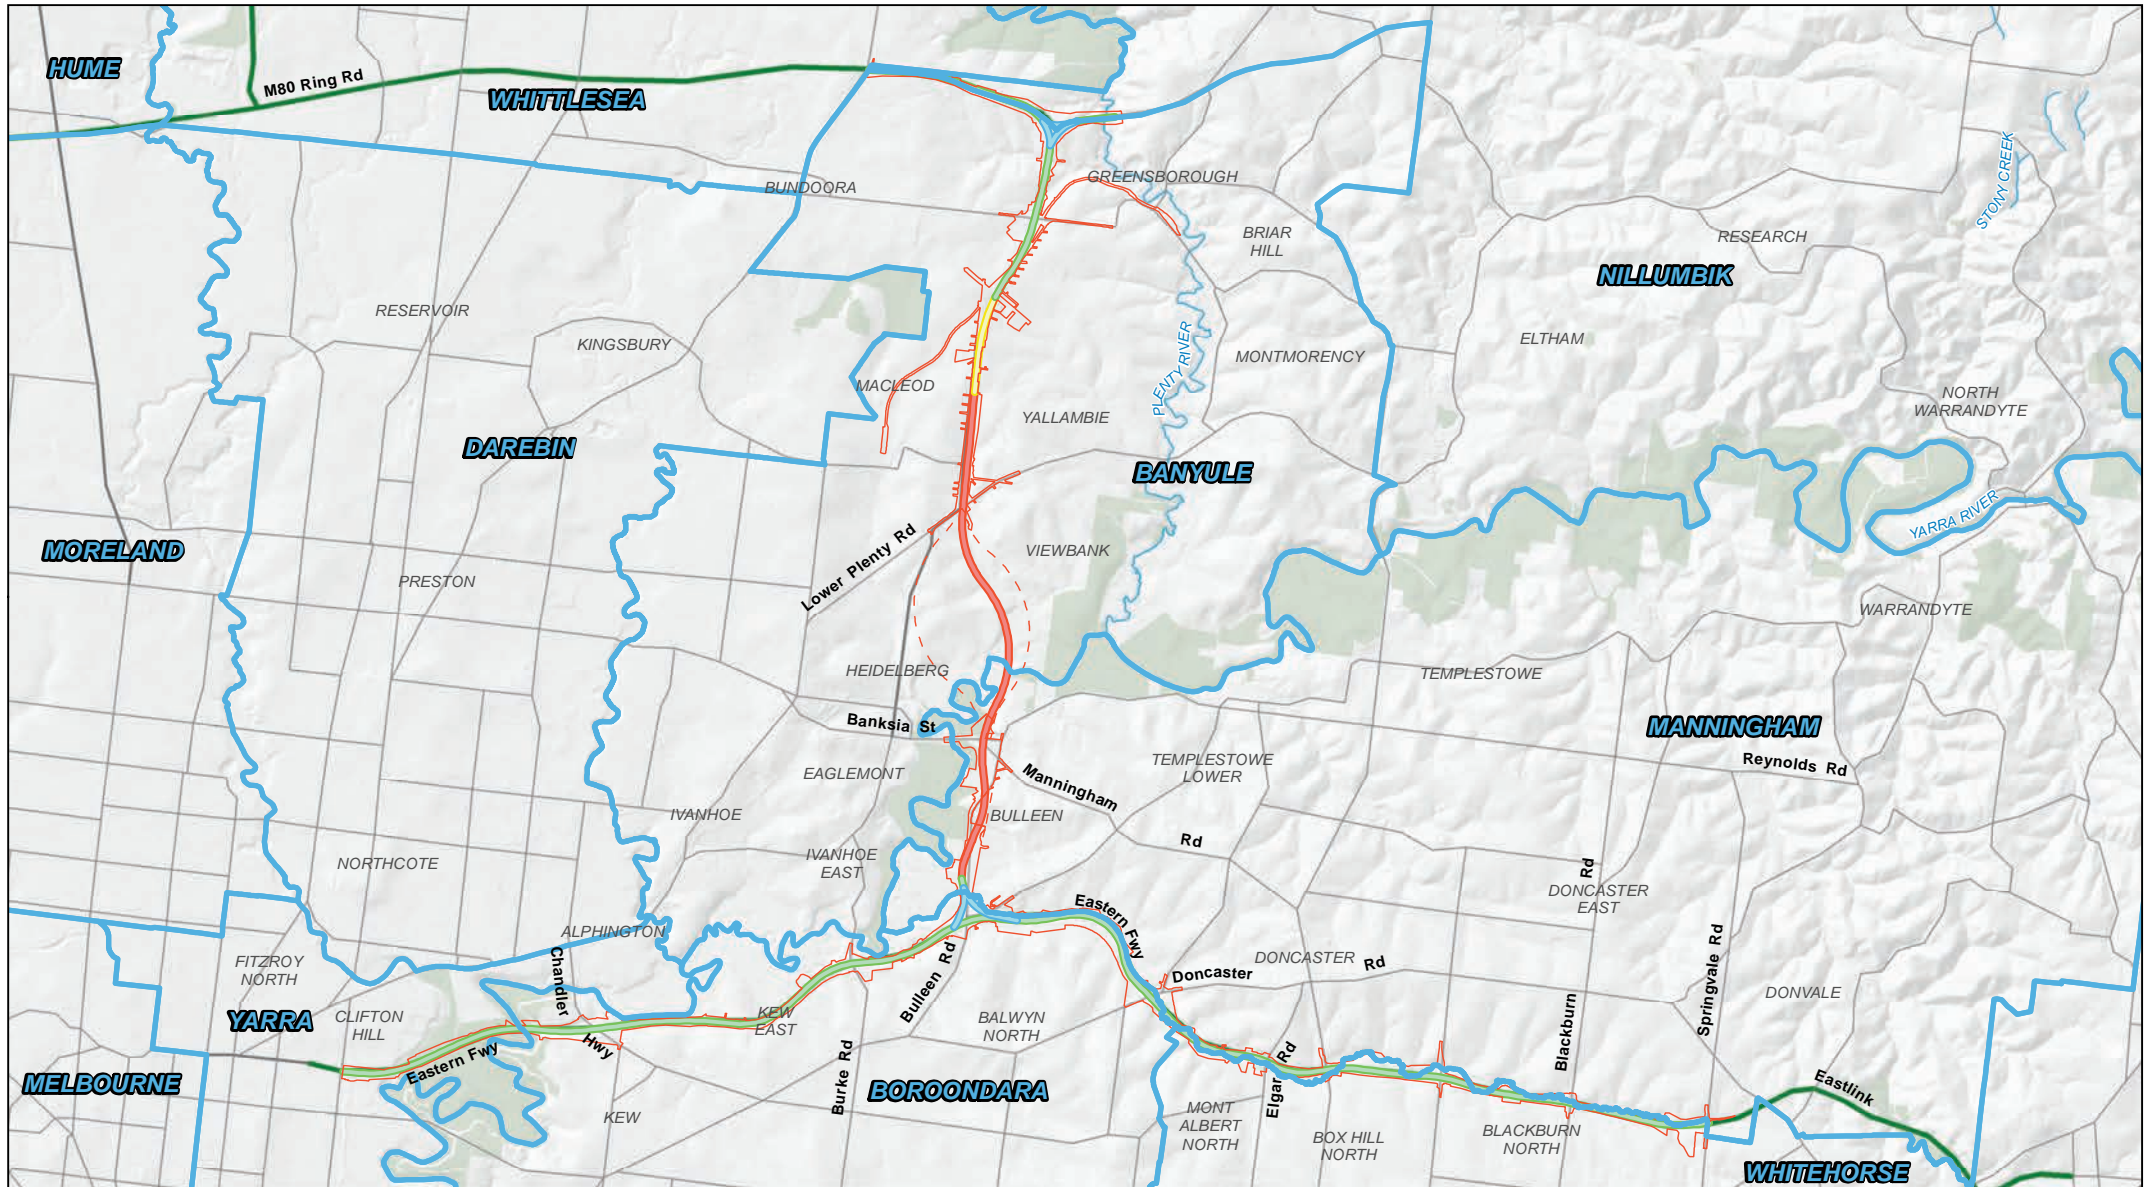 HUME
M80 Ring Rd
WHITTLESEA
BUNDOORA
GREENSBOROUGH
STONY CREEK
BRIAR
HILL
RESEARCH
NILLUMBIK
RESERVOIR
KINGSBURY
PLENTY RIVER
MONTMORENCY
ELTHAM
MACLEOD
YALLAMBIE
NORTH
WARRANDYTE
DAREBIN
BANYULE
YARRA RIVER
MORELAND
Lower Plenty Rd
VIEWBANK
PRESTON
WARRANDYTE
HEIDELBERG
TEMPLESTOWE
Banksia St
MANNINGHAM
EAGLEMONT
TEMPLESTOWE
LOWER
Reynolds Rd
Manningham
Rd
IVANHOE
BULLEEN
NORTHCOTE
IVANHOE
EAST
Rd
DONCASTER
EAST
ALPHINGTON
Eastern Fwy
Springvale Rd
FITZROY
NORTH
Chandler
Hwy
Bulleen Rd
Doncaster
Rd
DONCASTER
DONVALE
YARRA
CLIFTON
HILL
KEW
EAST
BALWYN
NORTH
Blackburn
Eastern Fwy
Burke Rd
Elgar
Rd
MELBOURNE
BOROONDARA
Eastlink
KEW
MONT
ALBERT
NORTH
BOX HILL
NORTH
BLACKBURN
NORTH
WHITEHORSE